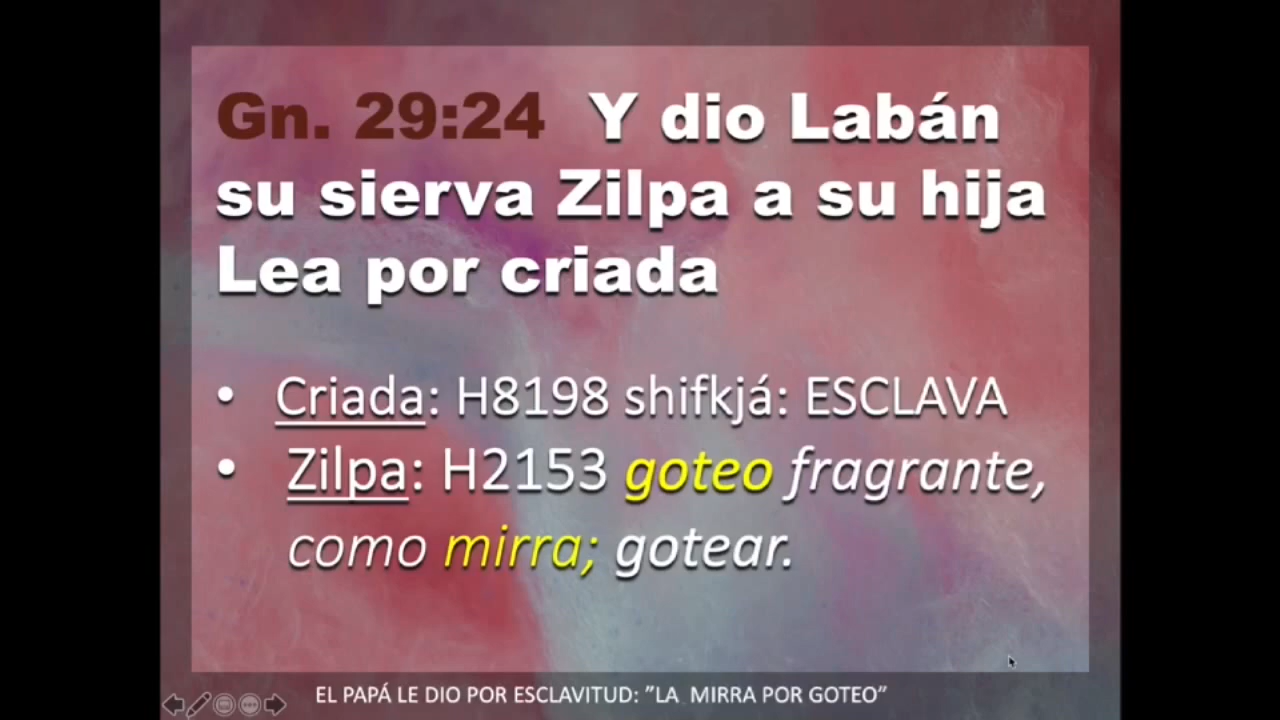 Gn. 29:24 Y dio Labán
su sierva Zilpa a su hija
Lea por criada
• Criada: H8198 shifkjá: ESCLAVA
• Zilpa: H2153 goteo fragrante,
como mirra; gotear.
EL PAPÁ LE DIO POR ESCLAVITUD: ”LA MIRRA POR GOTEO”